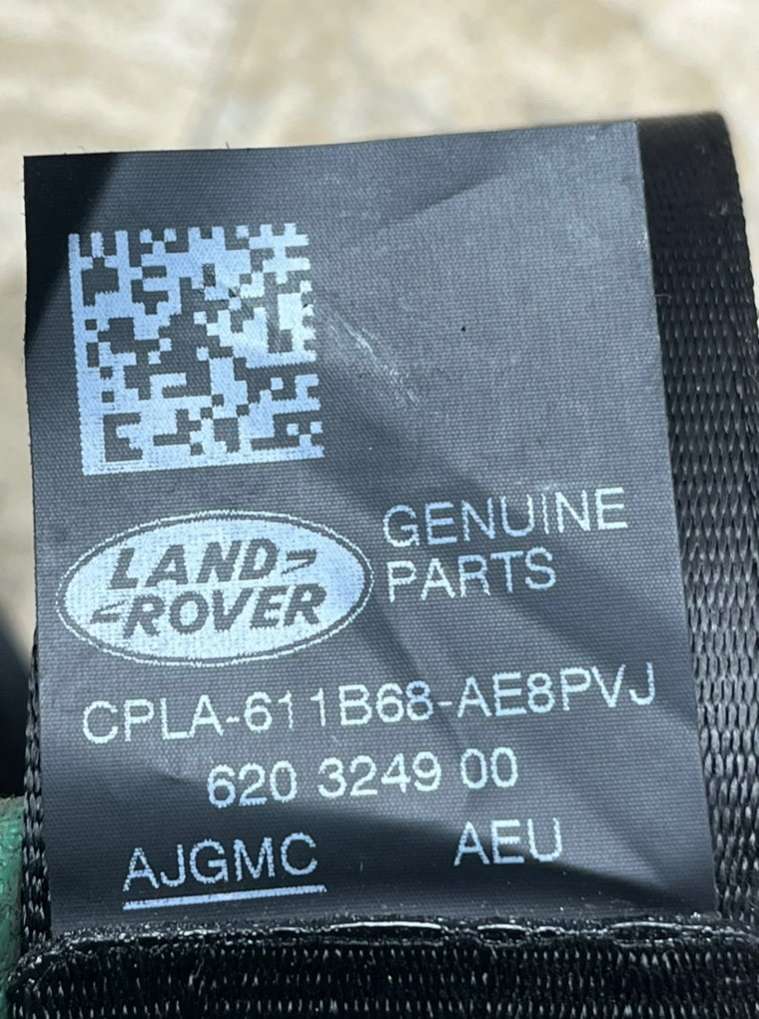 LAND
ROVER
GENUINE
PARTS
CPLA-611B68-AE8PVJ
620 3249 00
AJGMC AEU